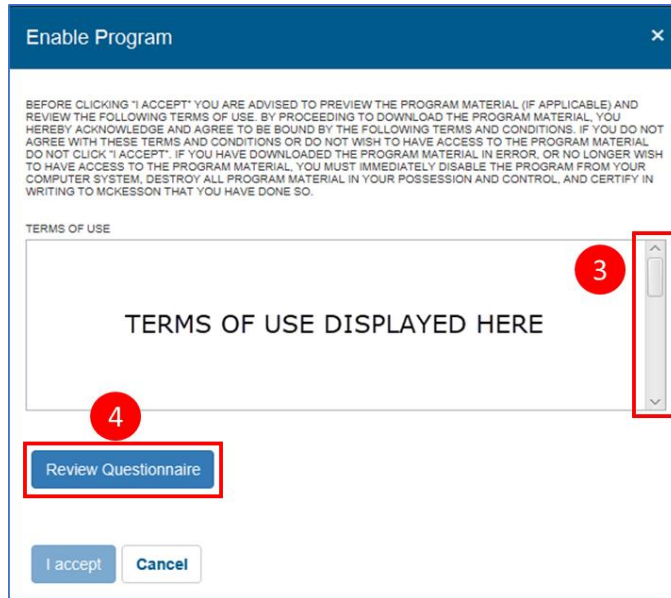 Enable Program ×
BEFORE CLICKING "I ACCEPT" YOU ARE ADVISED TO PREVIEW THE PROGRAM MATERIAL (IF APPLICABLE) AND
REVIEW THE FOLLOWING TERMS OF USE. BY PROCEEDING TO DOWNLOAD THE PROGRAM MATERIAL, YOU
HEREBY ACKNOWLEDGE AND AGREE TO BE BOUND BY THE FOLLOWING TERMS AND CONDITIONS. IF YOU DO NOT
AGREE WITH THESE TERMS AND CONDITIONS OR DO NOT WISH TO HAVE ACCESS TO THE PROGRAM MATERIAL
DO NOT CLICK "I ACCEPT". IF YOU HAVE DOWNLOADED THE PROGRAM MATERIAL IN ERROR, OR NO LONGER WISH
TO HAVE ACCESS TO THE PROGRAM MATERIAL, YOU MUST IMMEDIATELY DISABLE THE PROGRAM FROM YOUR
COMPUTER SYSTEM, DESTROY ALL PROGRAM MATERIAL IN YOUR POSSESSION AND CONTROL, AND CERTIFY IN
WRITING TO MCKESSON THAT YOU HAVE DONE SO.
TERMS OF USE
3
TERMS OF USE DISPLAYED HERE
4
Review Questionnaire
I accept Cancel